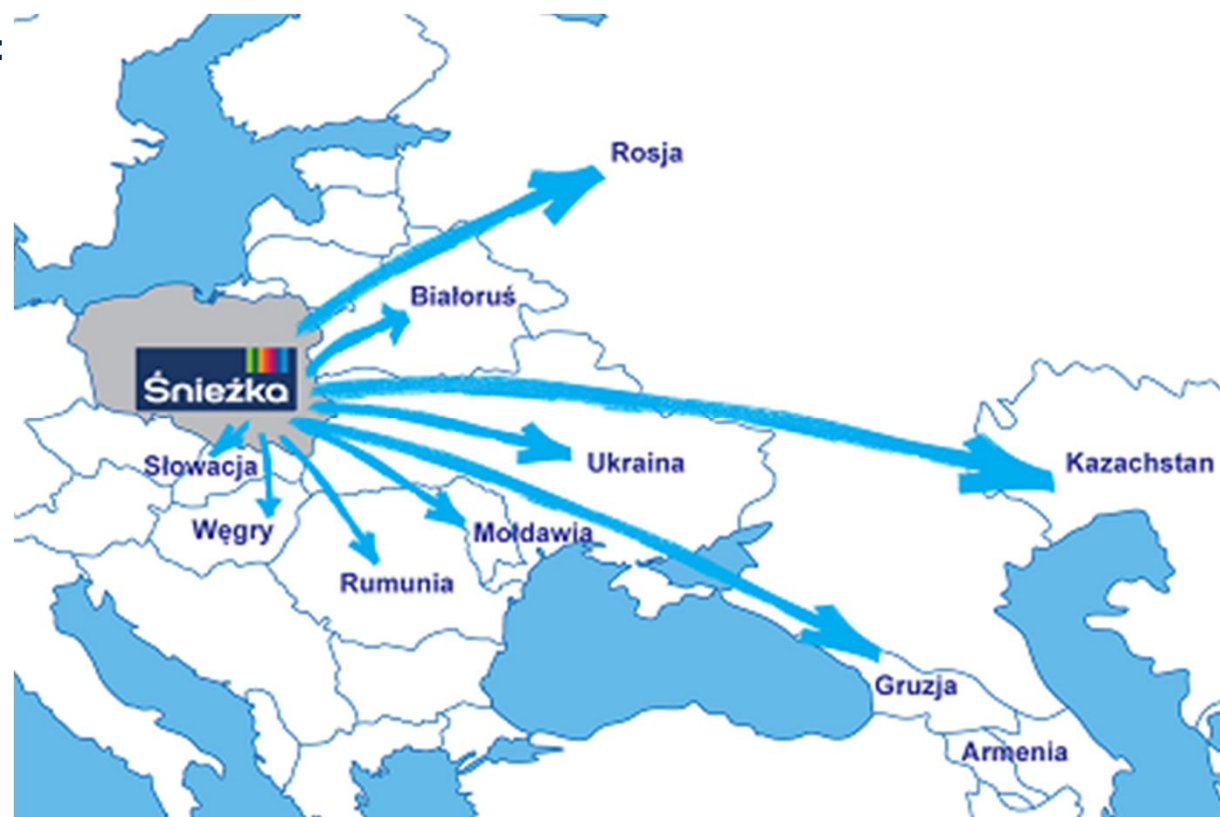 :
Rosja
Białoruś
Śnieżka
Słowacja
Ukraina
Kazachstan
Węgry
Mołdawia
Rumunia
Gruzja
Armenia